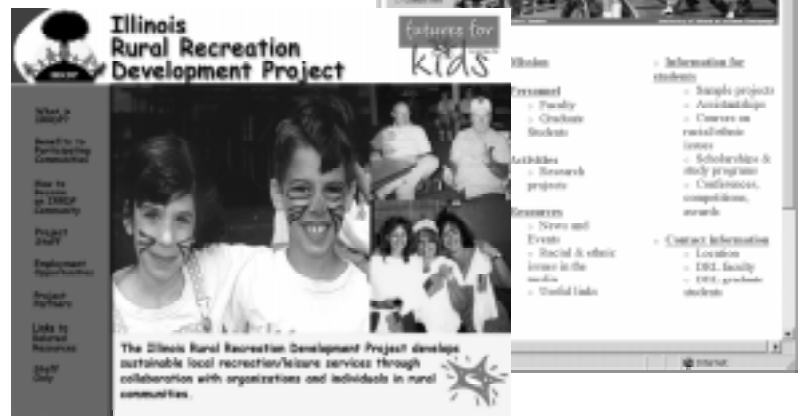 Illinois
Rural Recreation
Development Project
futures for
kids
What is
IRRDP?
Benefits to
Participating
Communities
How to
Become
an IRRDP
Community
Project
Staff
Employment
Opportunities
Project
Partners
Links to
Related
Resources
Staff
Only
The Illinois Rural Recreation Development Project develops
sustainable local recreation/leisure services through
collaboration with organizations and individuals in rural
communities.
Mission
Personnel
Faculty
Graduate
Students
Activities
Research
projects
Resources
News and
Events
Racial & ethnic
issues in the
media
Useful links
Information for
students
Sample projects
Assistantships
Courses on
racial/ethnic
issues
Scholarships &
study programs
Conferences,
competitions,
awards
Contact Information
Location
DRL faculty
DRL graduate
students
Internet